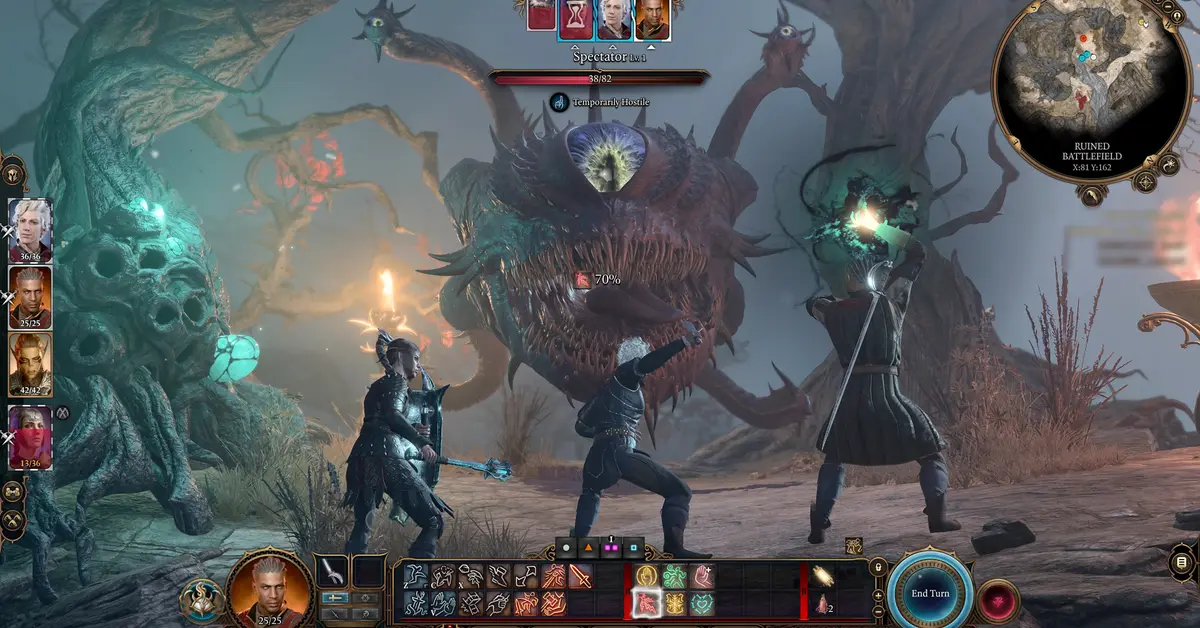 Spectator Lv. 1
38/82
Temporarily Hostile
RUINED
BATTLEFIELD
X:81 Y:162
36/36
25/25
42/42
13/36
70%
1
25/25
2
End Turn
2